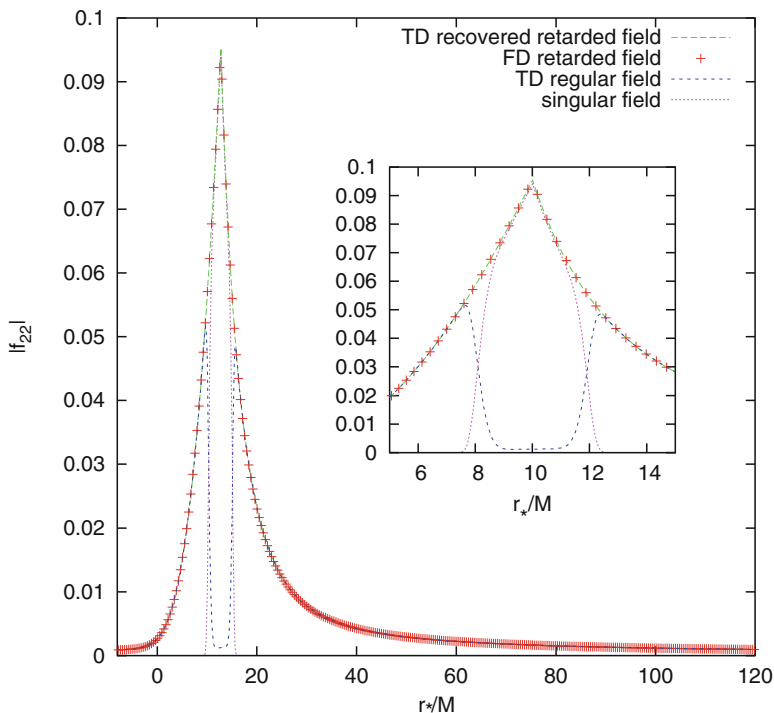 0.1
0.09
0.08
0.07
0.06
0.05
0.04
0.03
0.02
0.01
0
|f22|
TD recovered retarded field
FD retarded field
TD regular field
singular field
0.1
0.09
0.08
0.07
0.06
0.05
0.04
0.03
0.02
0.01
0
6 8 10 12 14
r*/M
0 20 40 60 80 100 120
r*/M